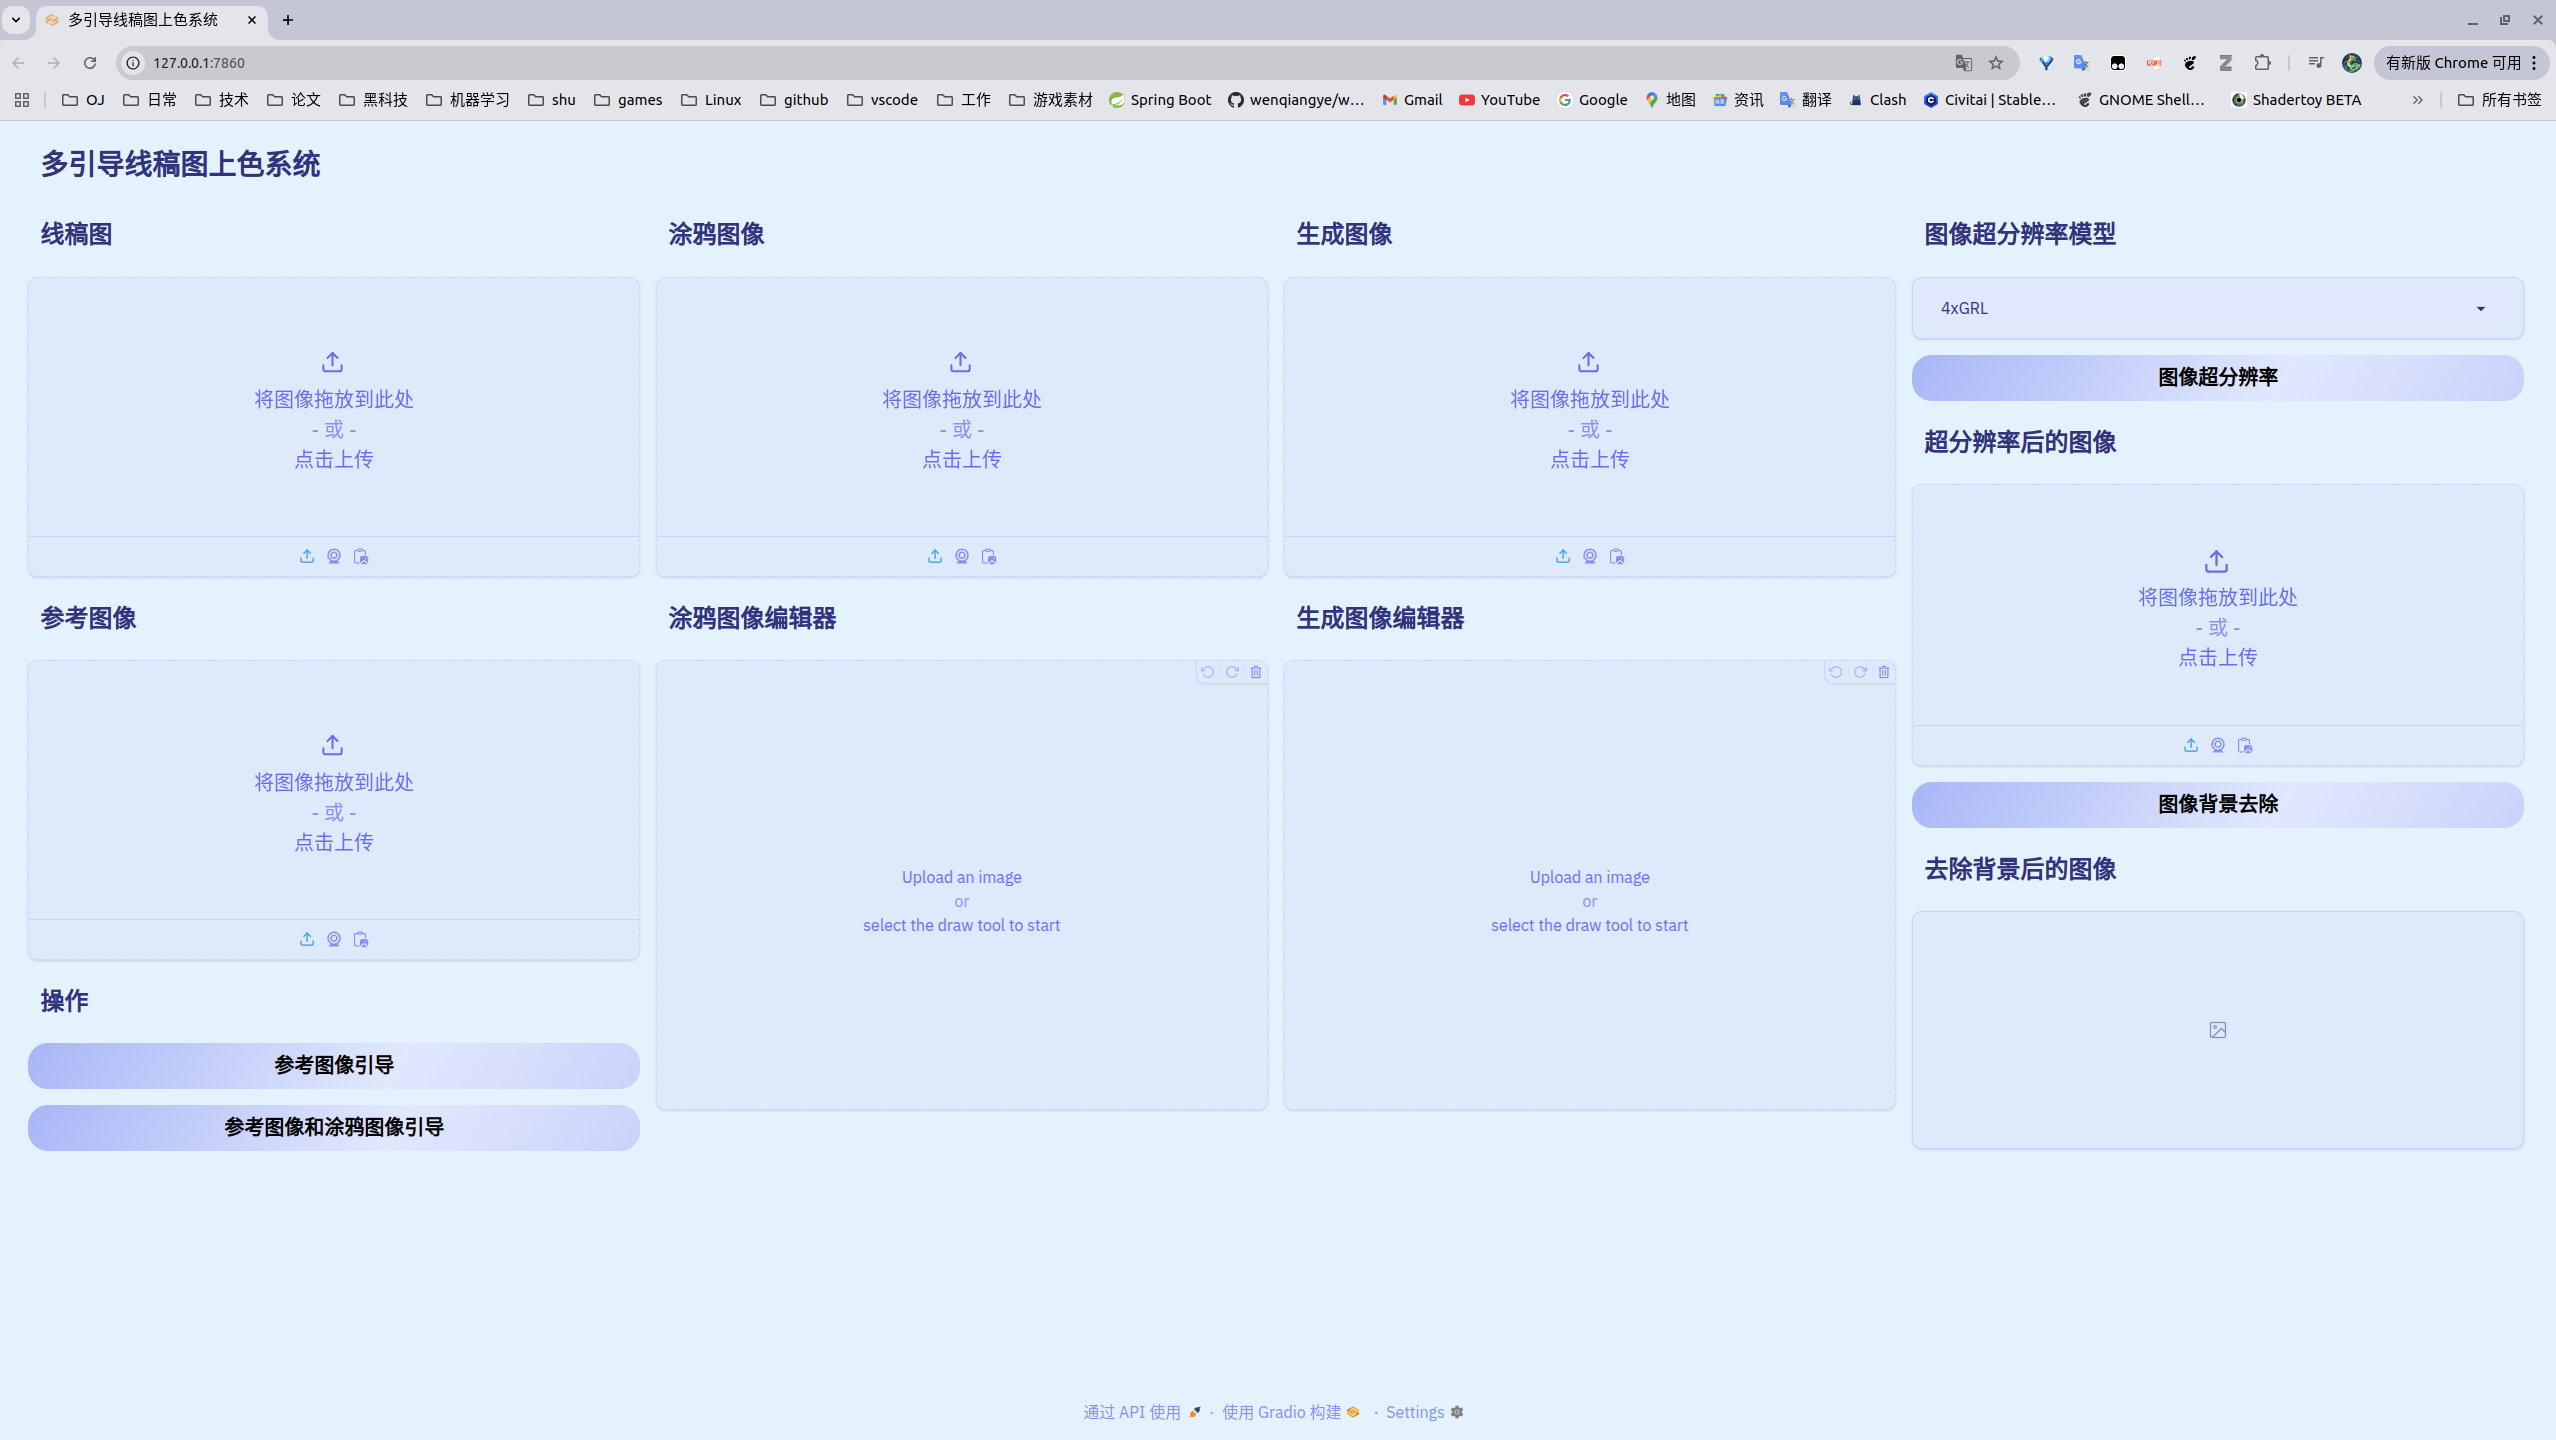 多引导线稿图上色系统
127.0.0.1:7860
有新版 Chrome 可用
OJ 日常 技术 论文 黑科技 机器学习 shu games Linux github vscode 工作 游戏素材 Spring Boot wenqiangye/w... Gmail YouTube Google 地图 资讯 翻译 Clash Civitai | Stable... GNOME Shell... Shadertoy BETA 所有书签
多引导线稿图上色系统
线稿图
将图像拖放到此处
- 或 -
点击上传
参考图像
将图像拖放到此处
- 或 -
点击上传
操作
参考图像引导
参考图像和涂鸦图像引导
涂鸦图像
将图像拖放到此处
- 或 -
点击上传
涂鸦图像编辑器
Upload an image
or
select the draw tool to start
生成图像
将图像拖放到此处
- 或 -
点击上传
生成图像编辑器
Upload an image
or
select the draw tool to start
图像超分辨率模型
4xGRL
图像超分辨率
超分辨率后的图像
将图像拖放到此处
- 或 -
点击上传
图像背景去除
去除背景后的图像
通过 API 使用 · 使用 Gradio 构建 · Settings